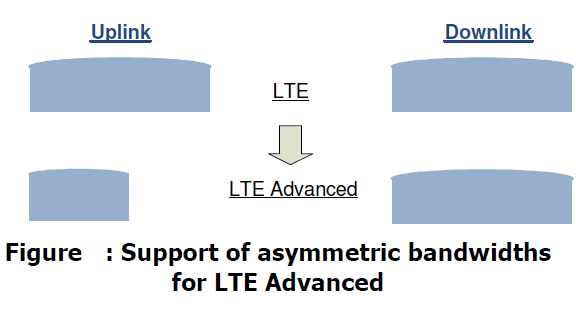 Uplink
Downlink
LTE
LTE Advanced
Figure : Support of asymmetric bandwidths
for LTE Advanced